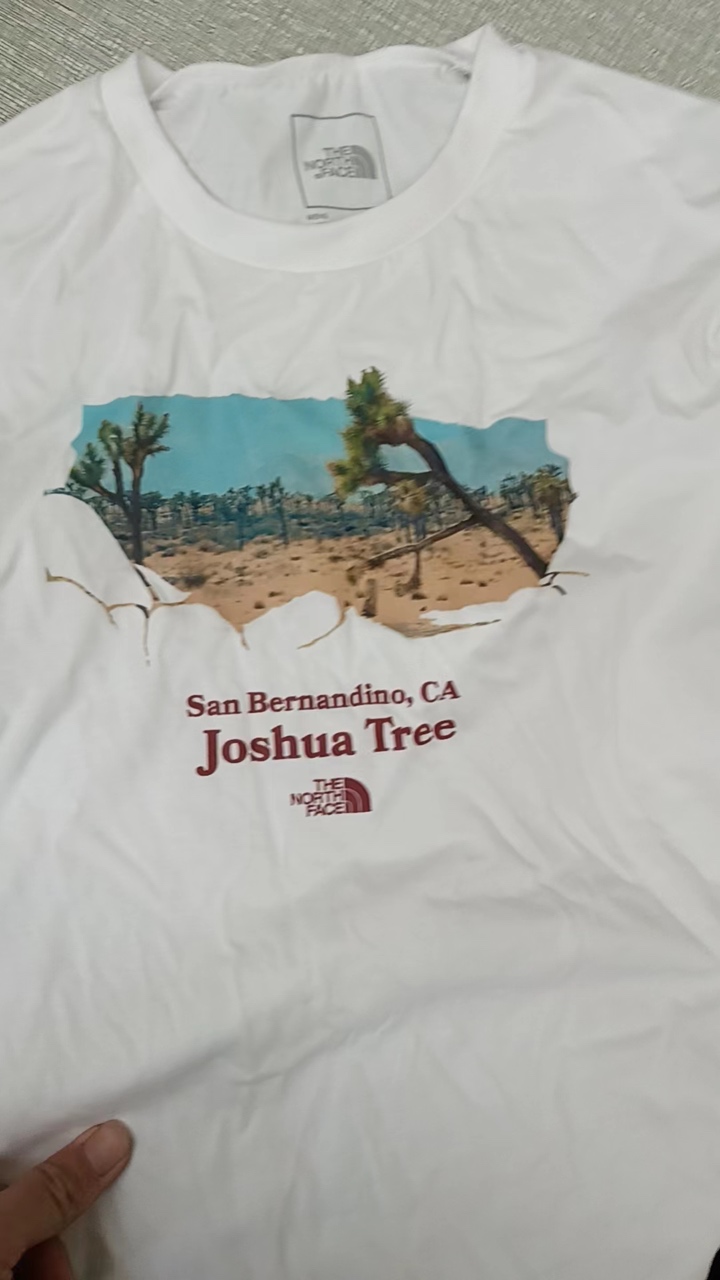 THE
NORTH
FACE
San Bernandino, CA
Joshua Tree
THE
NORTH
FACE